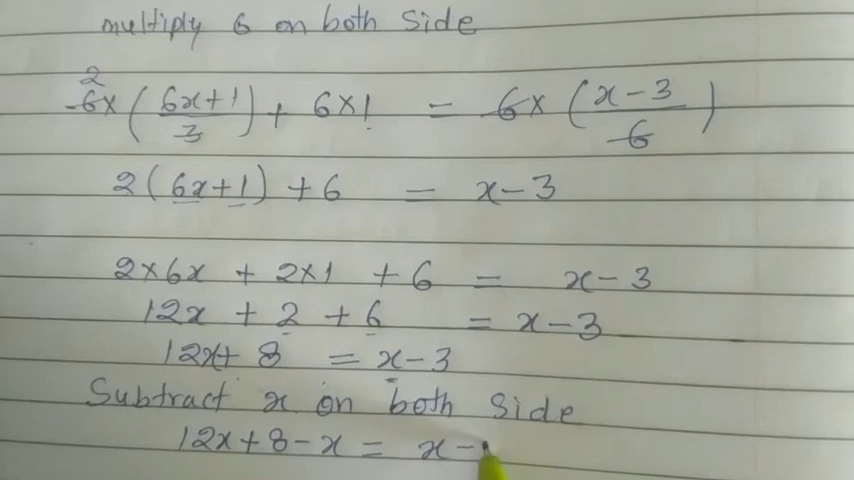 multiply 6 on both side
2
6x ( 6x+1 / 3 ) + 6x1 = 6x ( x-3 / 6 )
2(6x+1) + 6 = x-3
2x6x + 2x1 + 6 = x-3
12x + 2 + 6 = x-3
12x+ 8 = x-3
Subtract x on both side
12x+8-x = x-